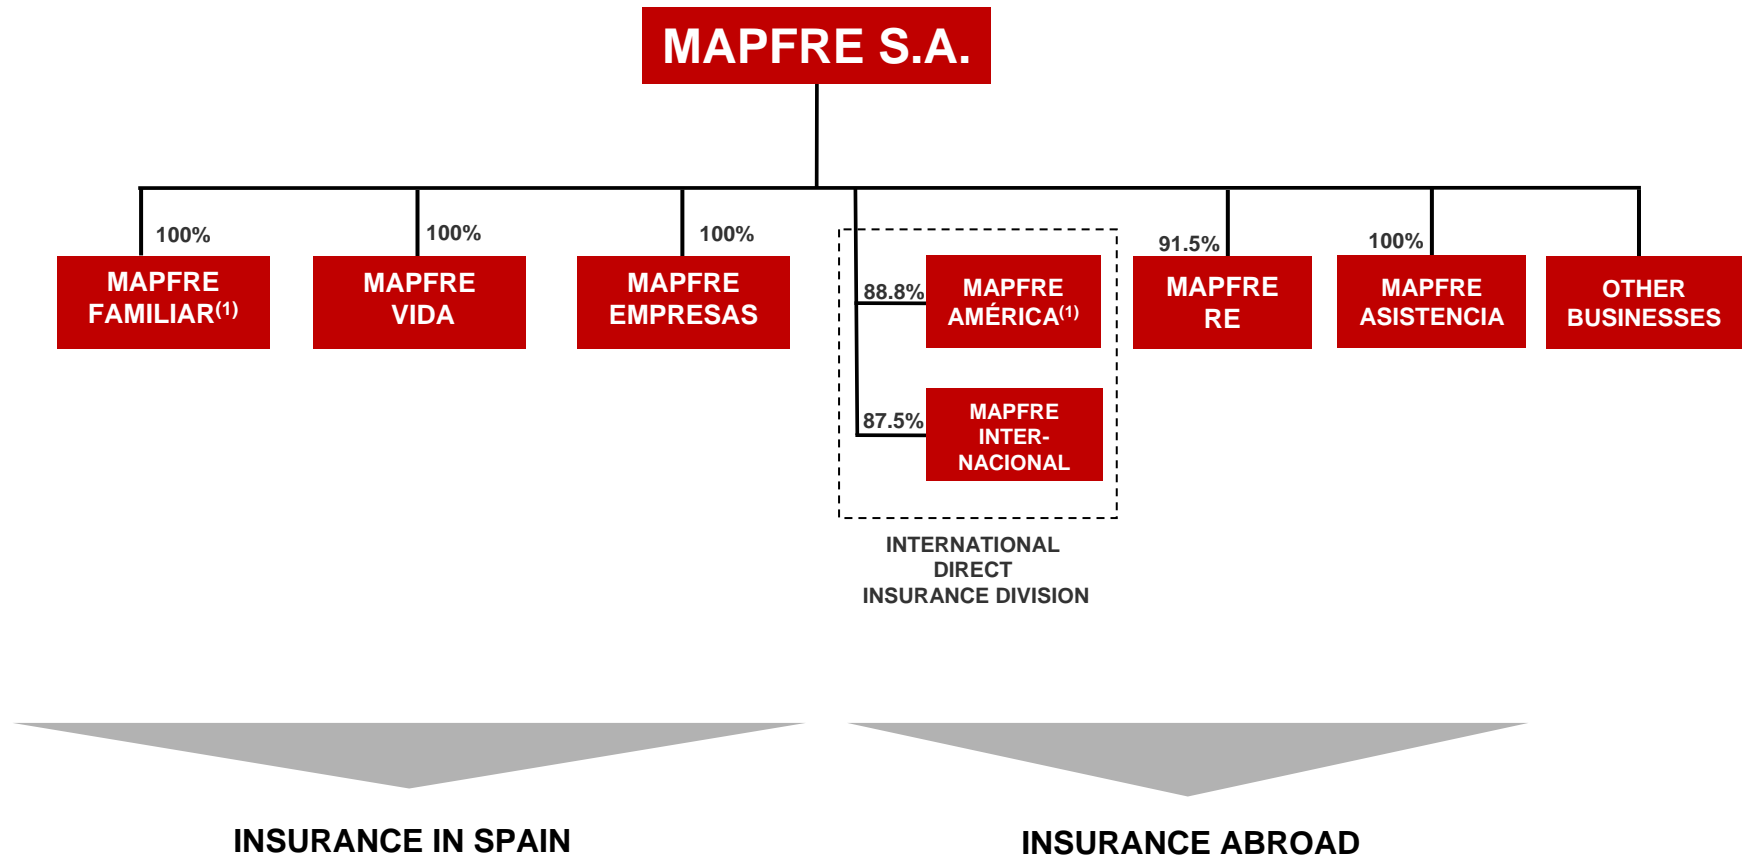 MAPFRE S.A.
100%
MAPFRE
FAMILIAR(1)
100%
MAPFRE
VIDA
100%
MAPFRE
EMPRESAS
88.8%
MAPFRE
AMÉRICA(1)
87.5%
MAPFRE
INTER-
NACIONAL
INTERNATIONAL
DIRECT
INSURANCE DIVISION
91.5%
MAPFRE
RE
100%
MAPFRE
ASISTENCIA
OTHER
BUSINESSES
INSURANCE IN SPAIN
INSURANCE ABROAD